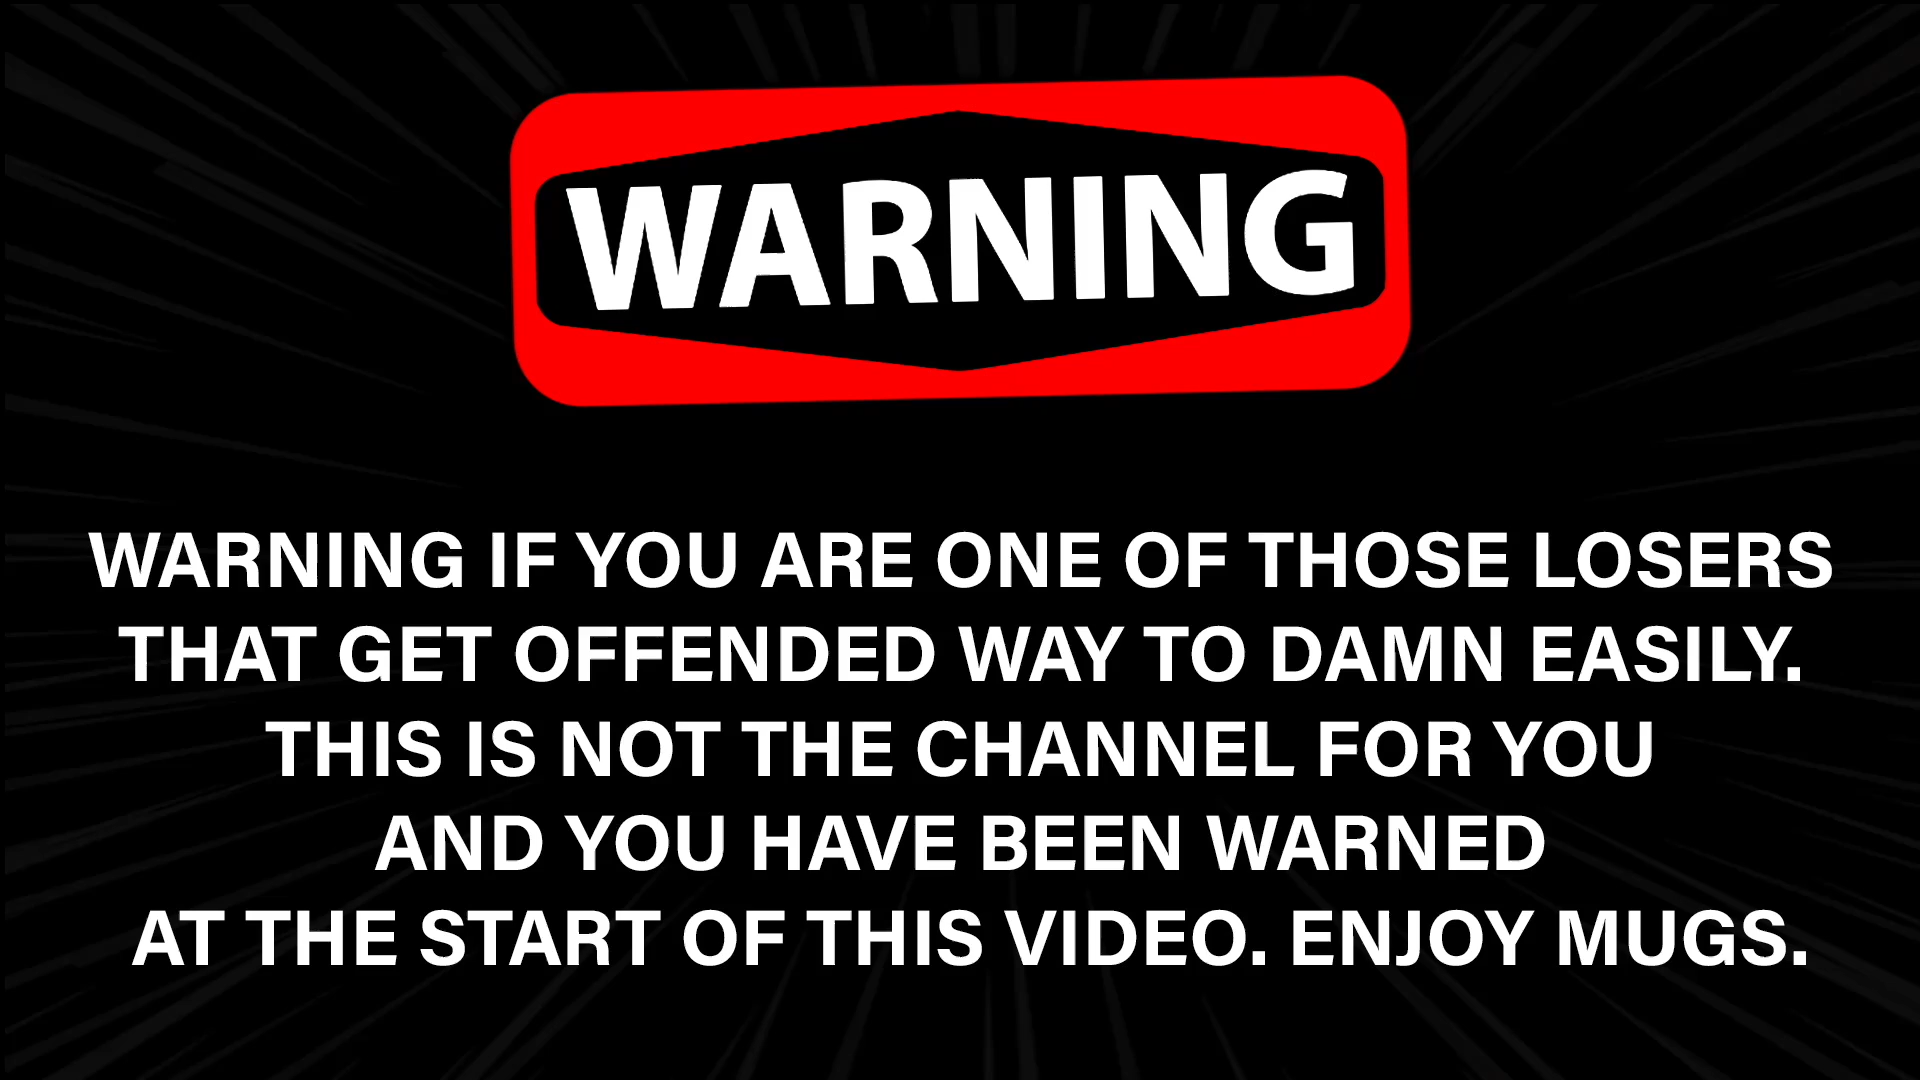 WARNING
WARNING IF YOU ARE ONE OF THOSE LOSERS
THAT GET OFFENDED WAY TO DAMN EASILY.
THIS IS NOT THE CHANNEL FOR YOU
AND YOU HAVE BEEN WARNED
AT THE START OF THIS VIDEO. ENJOY MUGS.